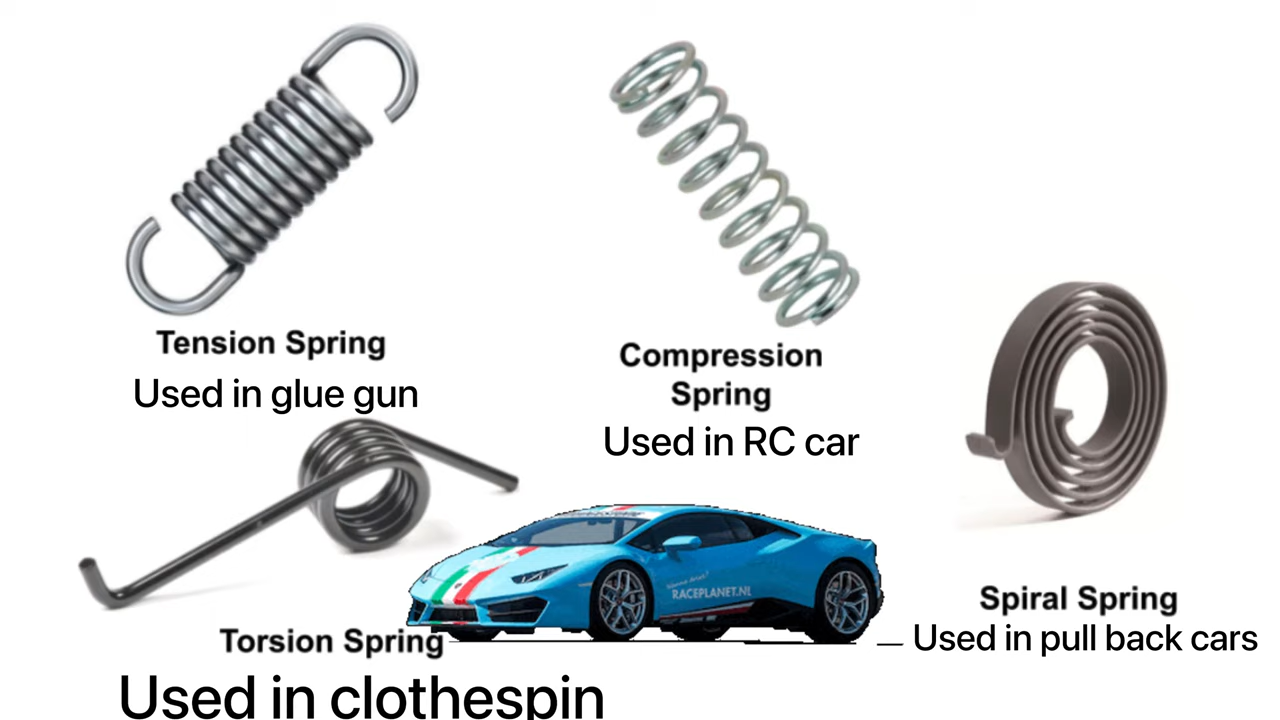 Tension Spring
Used in glue gun
Compression
Spring
Used in RC car
Torsion Spring
Used in clothespin
RACEPLANET.NL
Spiral Spring
Used in pull back cars